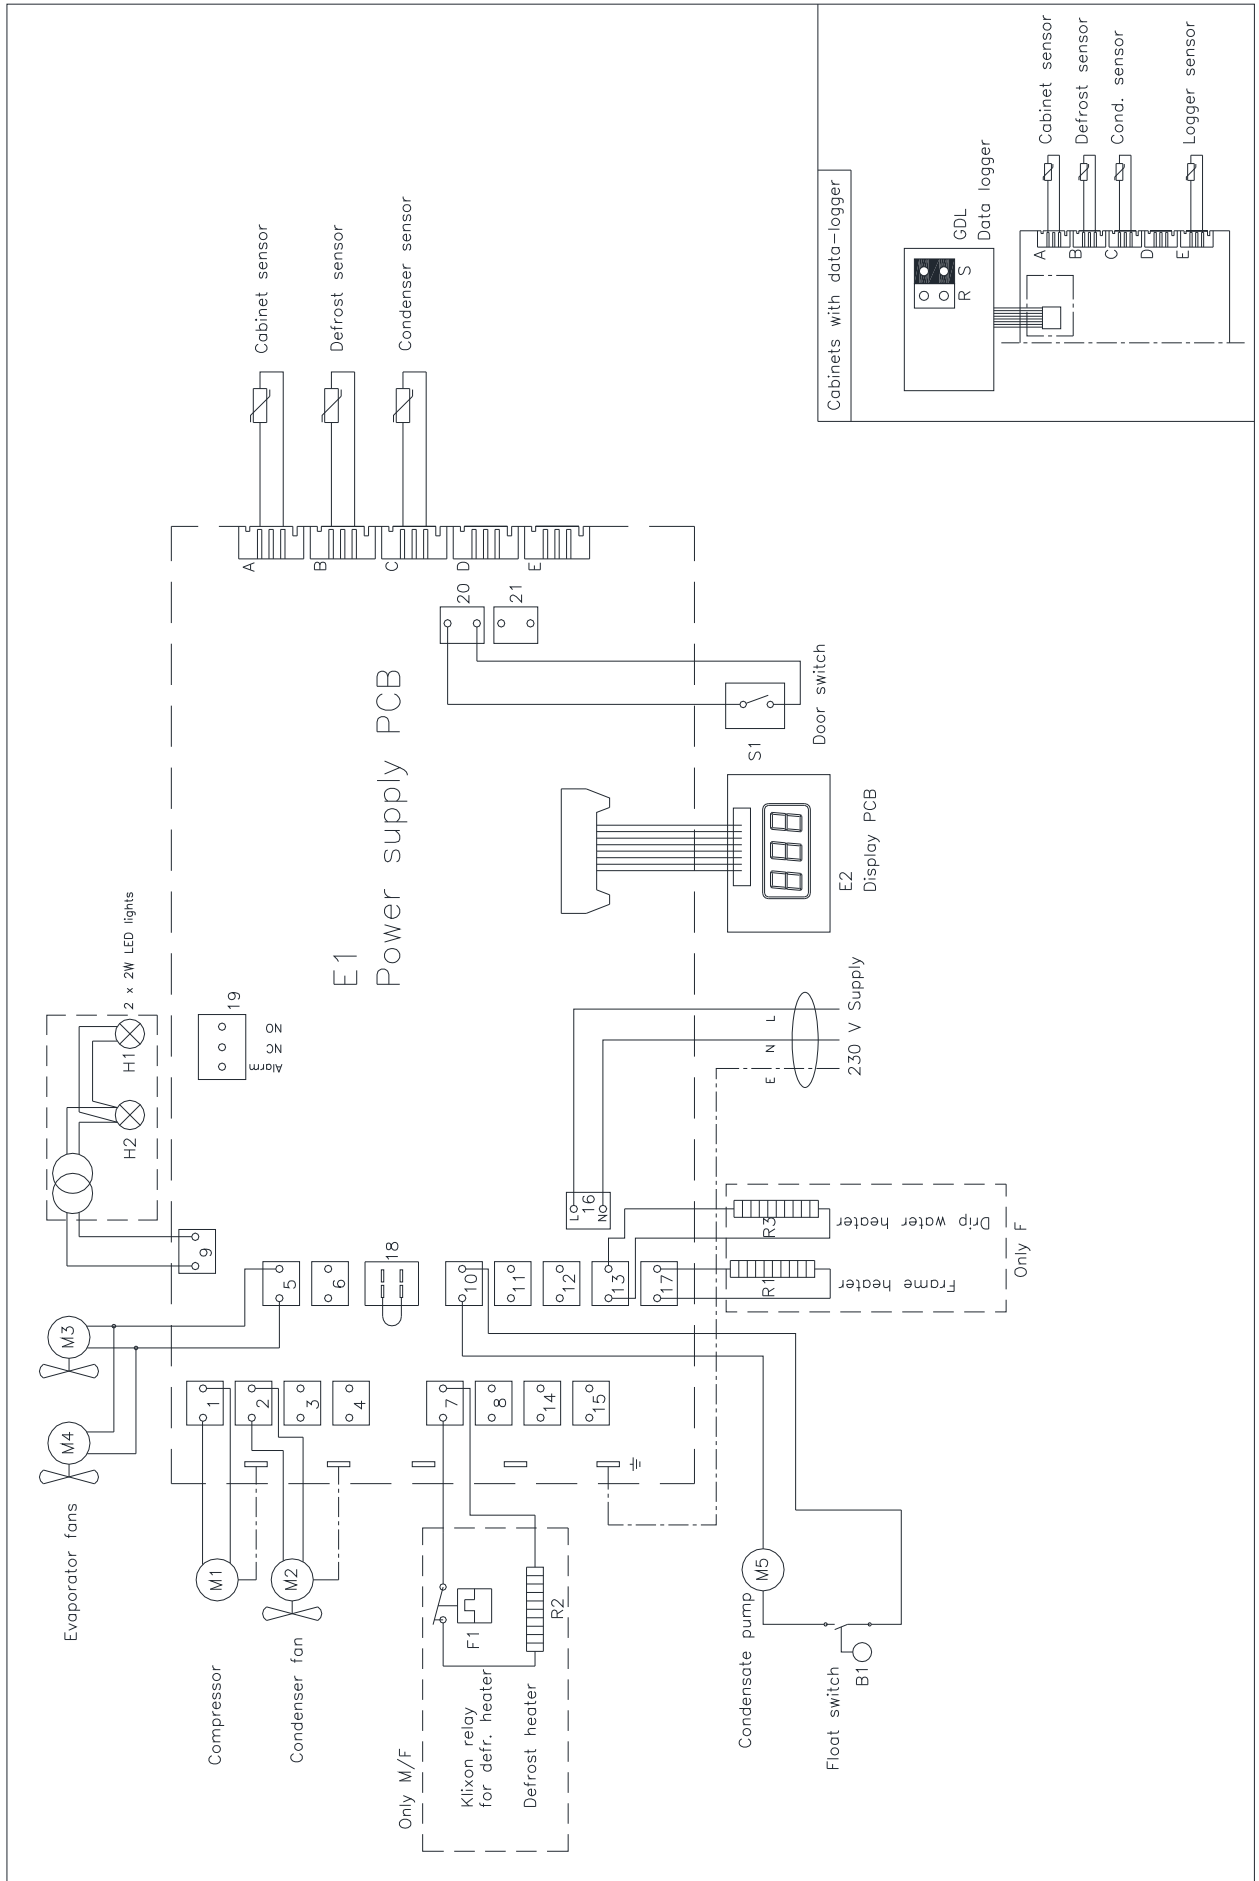 Cabinet sensor
Defrost sensor
Cond. sensor
Logger sensor
GDL
Data logger
R
S
A
B
C
D
E
Cabinets with data-logger
Cabinet sensor
Defrost sensor
Condenser sensor
A
B
C
D
E
20
21
S1
Door switch
E1
Power supply PCB
E2
Display PCB
2 x 2W LED lights
H1
H2
19
NO
NC
Alarm
L
N
E
230 V Supply
L
16
N
9
5
6
18
10
11
12
13
17
R3
Drip water heater
R1
Frame heater
Only F
M3
M4
Evaporator fans
1
2
3
4
7
8
14
15
M1
Compressor
M2
Condenser fan
Only M/F
F1
Klixon relay
for defr. heater
R2
Defrost heater
M5
Condensate pump
B1
Float switch